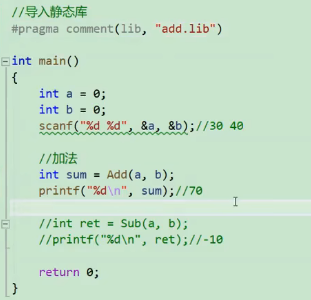 //导入静态库
#pragma comment(lib, "add.lib")
int main()
{
int a = 0;
int b = 0;
scanf("%d %d", &a, &b);//30 40
//加法
int sum = Add(a, b);
printf("%d\n", sum);//70
//int ret = Sub(a, b);
//printf("%d\n", ret);//-10
return 0;
}